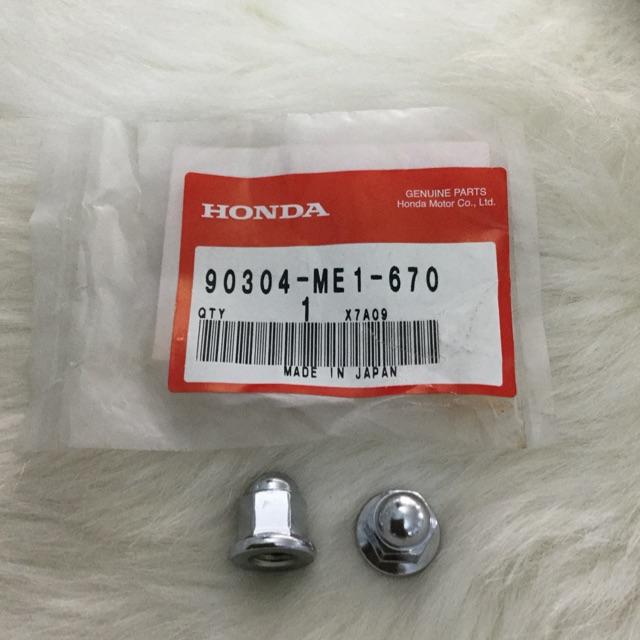 HONDA
GENUINE PARTS
Honda Motor Co., Ltd.
90304-ME1-670
QTY 1 X7A09
MADE IN JAPAN